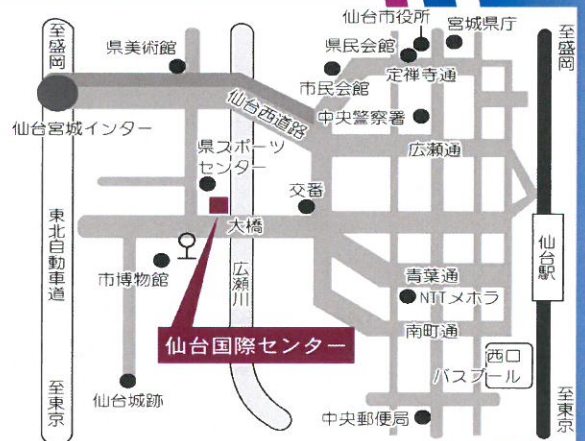 仙台市役所
宮城県庁
至盛岡
県美術館
県民会館
至盛岡
市民会館
定禅寺通
仙台宮城インター
仙台西道路
中央警察署
広瀬通
県スポーツ
センター
交番
大橋
東北自動車道
市博物館
広瀬川
青葉通
仙台駅
NTTメホラ
南町通
仙台国際センター
西口
バスプール
至東京
仙台城跡
中央郵便局
至東京